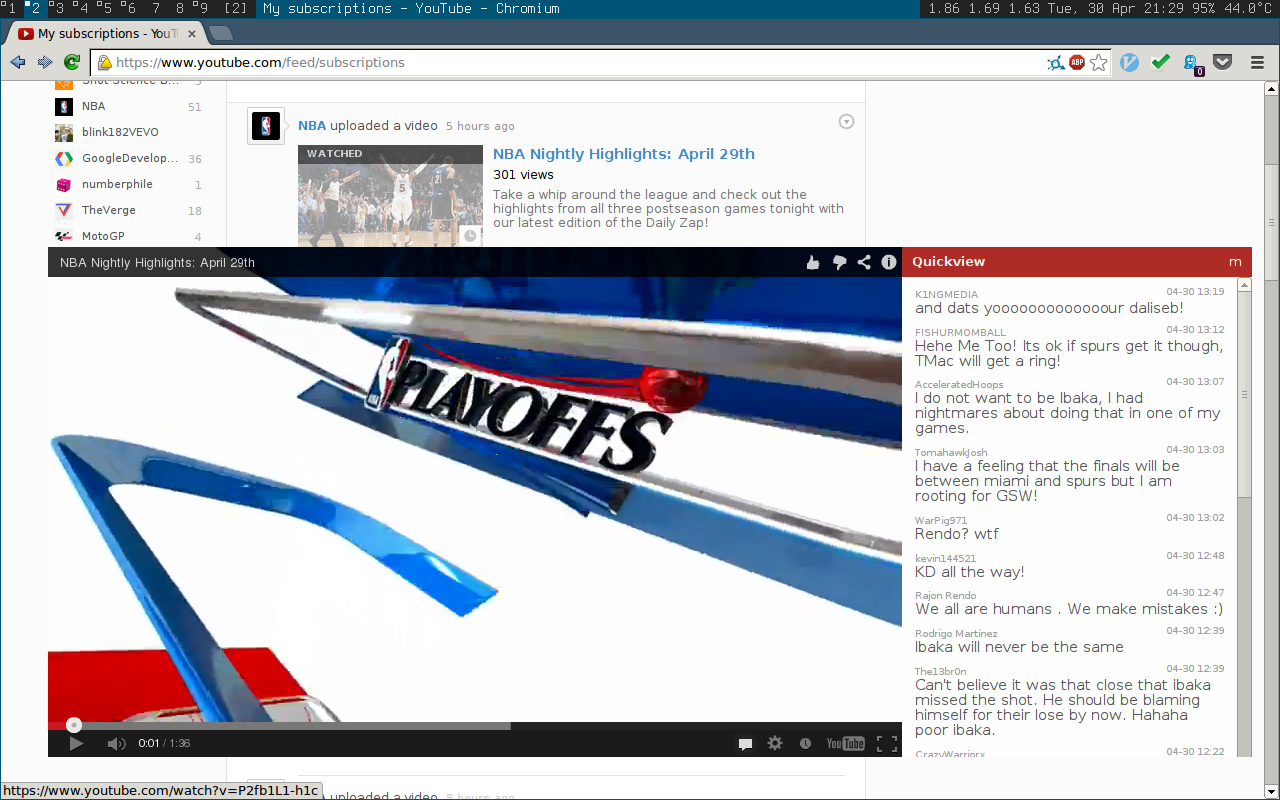 1 2 3 4 5 6 7 8 9 [2] My subscriptions - YouTube - Chromium 1.86 1.69 1.63 Tue, 30 Apr 21:29 95% 44.0°C
My subscriptions - YouT
https://www.youtube.com/feed/subscriptions ABP 0
Shot Science B... 3
NBA 51
blink182VEVO
GoogleDevelop... 36
numberphile 1
TheVerge 18
MotoGP 4
NBA uploaded a video 5 hours ago
WATCHED
NBA Nightly Highlights: April 29th
301 views
Take a whip around the league and check out the
highlights from all three postseason games tonight with
our latest edition of the Daily Zap!
NBA Nightly Highlights: April 29th
PLAYOFFS
0:01 / 1:36 YouTube
Quickview m
K1NGMEDIA 04-30 13:19
and dats yooooooooooooour daliseb!
FISHURMOMBALL 04-30 13:12
Hehe Me Too! Its ok if spurs get it though,
TMac will get a ring!
AcceleratedHoops 04-30 13:07
I do not want to be Ibaka, I had
nightmares about doing that in one of my
games.
TomahawkJosh 04-30 13:03
I have a feeling that the finals will be
between miami and spurs but I am
rooting for GSW!
WarPig971 04-30 13:02
Rendo? wtf
kevin144521 04-30 12:48
KD all the way!
Rajon Rendo 04-30 12:47
We all are humans . We make mistakes :)
Rodrigo Martínez 04-30 12:39
Ibaka will never be the same
The13br0n 04-30 12:39
Can't believe it was that close that ibaka
missed the shot. He should be blaming
himself for their lose by now. Hahaha
poor ibaka.
CrazyWarriorx 04-30 12:22
https://www.youtube.com/watch?v=P2fb1L1-h1c
uploaded a video 8 hours ago